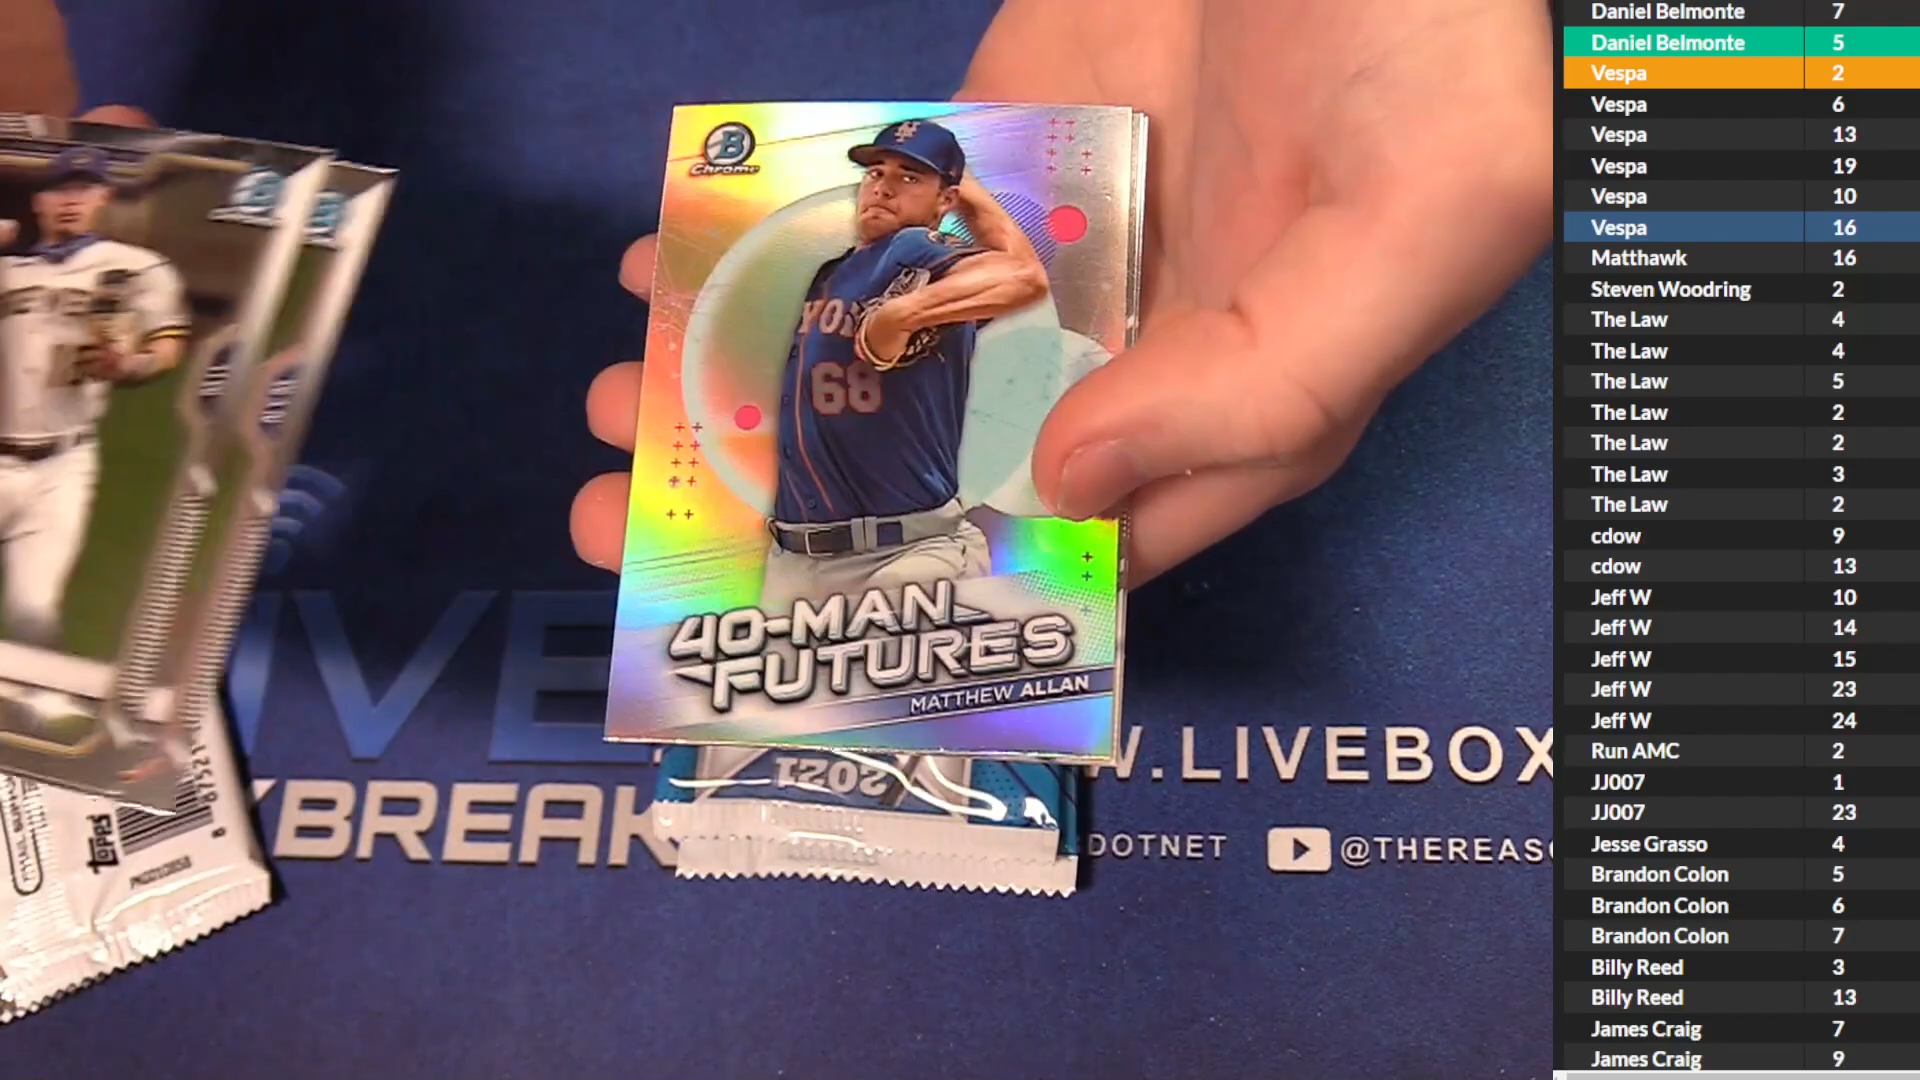 B
Chrome
NY
YOR
68
40-MAN
FUTURES
MATTHEW ALLAN
2021
topps
LIVE
BREAK
W.LIVEBOX
DOTNET
@THEREAS
Daniel Belmonte 7
Daniel Belmonte 5
Vespa 2
Vespa 6
Vespa 13
Vespa 19
Vespa 10
Vespa 16
Matthawk 16
Steven Woodring 2
The Law 4
The Law 4
The Law 5
The Law 2
The Law 2
The Law 3
The Law 2
cdow 9
cdow 13
Jeff W 10
Jeff W 14
Jeff W 15
Jeff W 23
Jeff W 24
Run AMC 2
JJ007 1
JJ007 23
Jesse Grasso 4
Brandon Colon 5
Brandon Colon 6
Brandon Colon 7
Billy Reed 3
Billy Reed 13
James Craig 7
James Craig 9